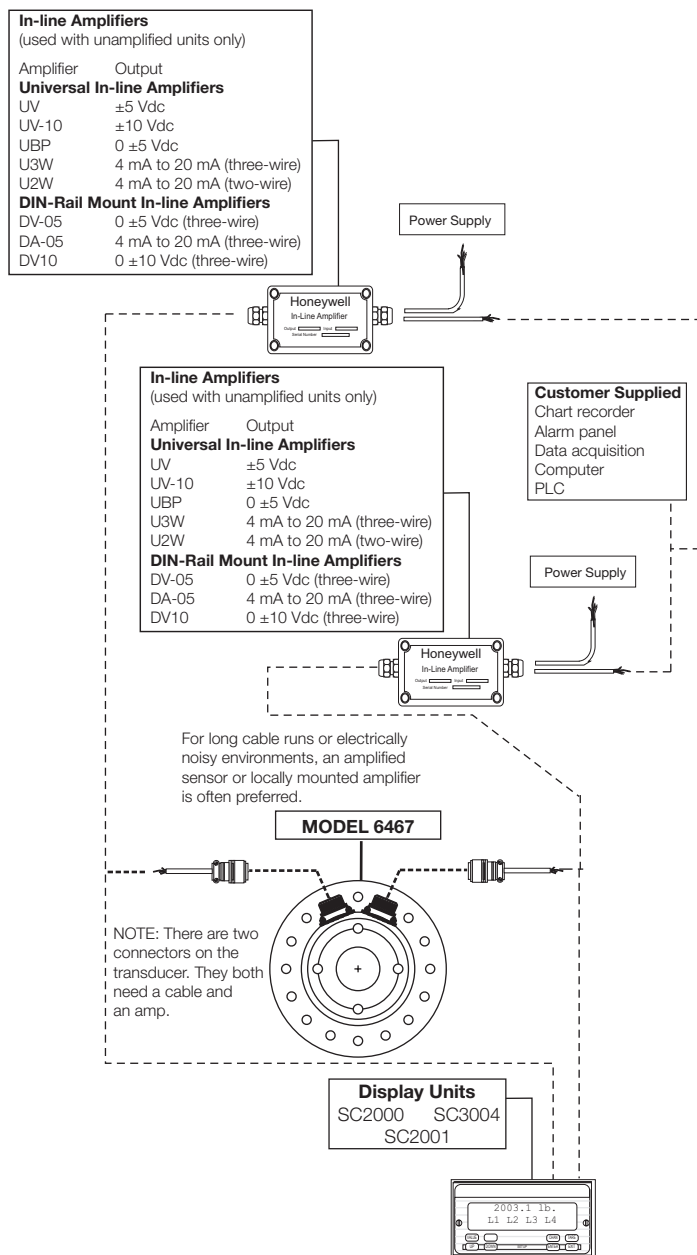 In-line Amplifiers
(used with unamplified units only)
Amplifier Output
Universal In-line Amplifiers
UV ±5 Vdc
UV-10 ±10 Vdc
UBP 0 ±5 Vdc
U3W 4 mA to 20 mA (three-wire)
U2W 4 mA to 20 mA (two-wire)
DIN-Rail Mount In-line Amplifiers
DV-05 0 ±5 Vdc (three-wire)
DA-05 4 mA to 20 mA (three-wire)
DV10 0 ±10 Vdc (three-wire)
Power Supply
Honeywell
In-Line Amplifier
Output Input
Serial Number
In-line Amplifiers
(used with unamplified units only)
Amplifier Output
Universal In-line Amplifiers
UV ±5 Vdc
UV-10 ±10 Vdc
UBP 0 ±5 Vdc
U3W 4 mA to 20 mA (three-wire)
U2W 4 mA to 20 mA (two-wire)
DIN-Rail Mount In-line Amplifiers
DV-05 0 ±5 Vdc (three-wire)
DA-05 4 mA to 20 mA (three-wire)
DV10 0 ±10 Vdc (three-wire)
Customer Supplied
Chart recorder
Alarm panel
Data acquisition
Computer
PLC
Power Supply
Honeywell
In-Line Amplifier
Output Input
Serial Number
For long cable runs or electrically
noisy environments, an amplified
sensor or locally mounted amplifier
is often preferred.
MODEL 6467
NOTE: There are two
connectors on the
transducer. They both
need a cable and
an amp.
Display Units
SC2000 SC3004
SC2001
2003.1 lb.
L1 L2 L3 L4
VALUE TARE
UP DOWN SETUP ENTER EXIT